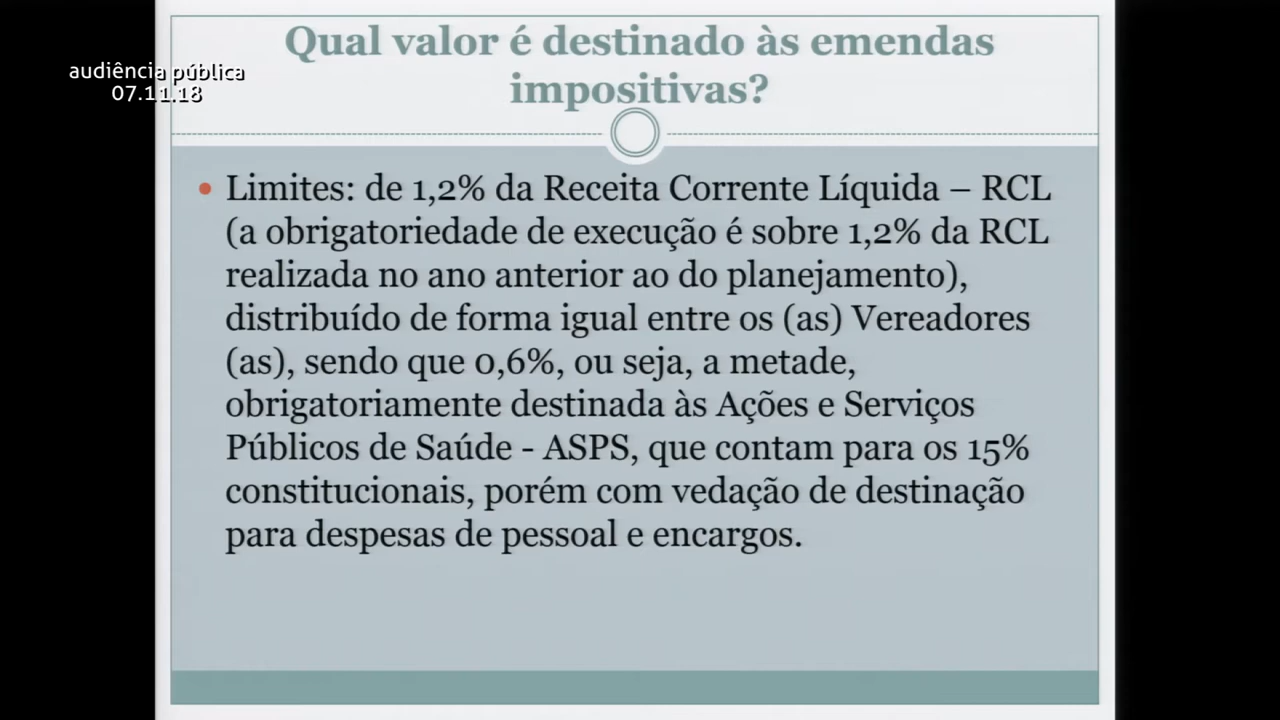 Qual valor é destinado às emendas
impositivas?
audiência pública
07.11.18
• Limites: de 1,2% da Receita Corrente Líquida – RCL
(a obrigatoriedade de execução é sobre 1,2% da RCL
realizada no ano anterior ao do planejamento),
distribuído de forma igual entre os (as) Vereadores
(as), sendo que 0,6%, ou seja, a metade,
obrigatoriamente destinada às Ações e Serviços
Públicos de Saúde - ASPS, que contam para os 15%
constitucionais, porém com vedação de destinação
para despesas de pessoal e encargos.